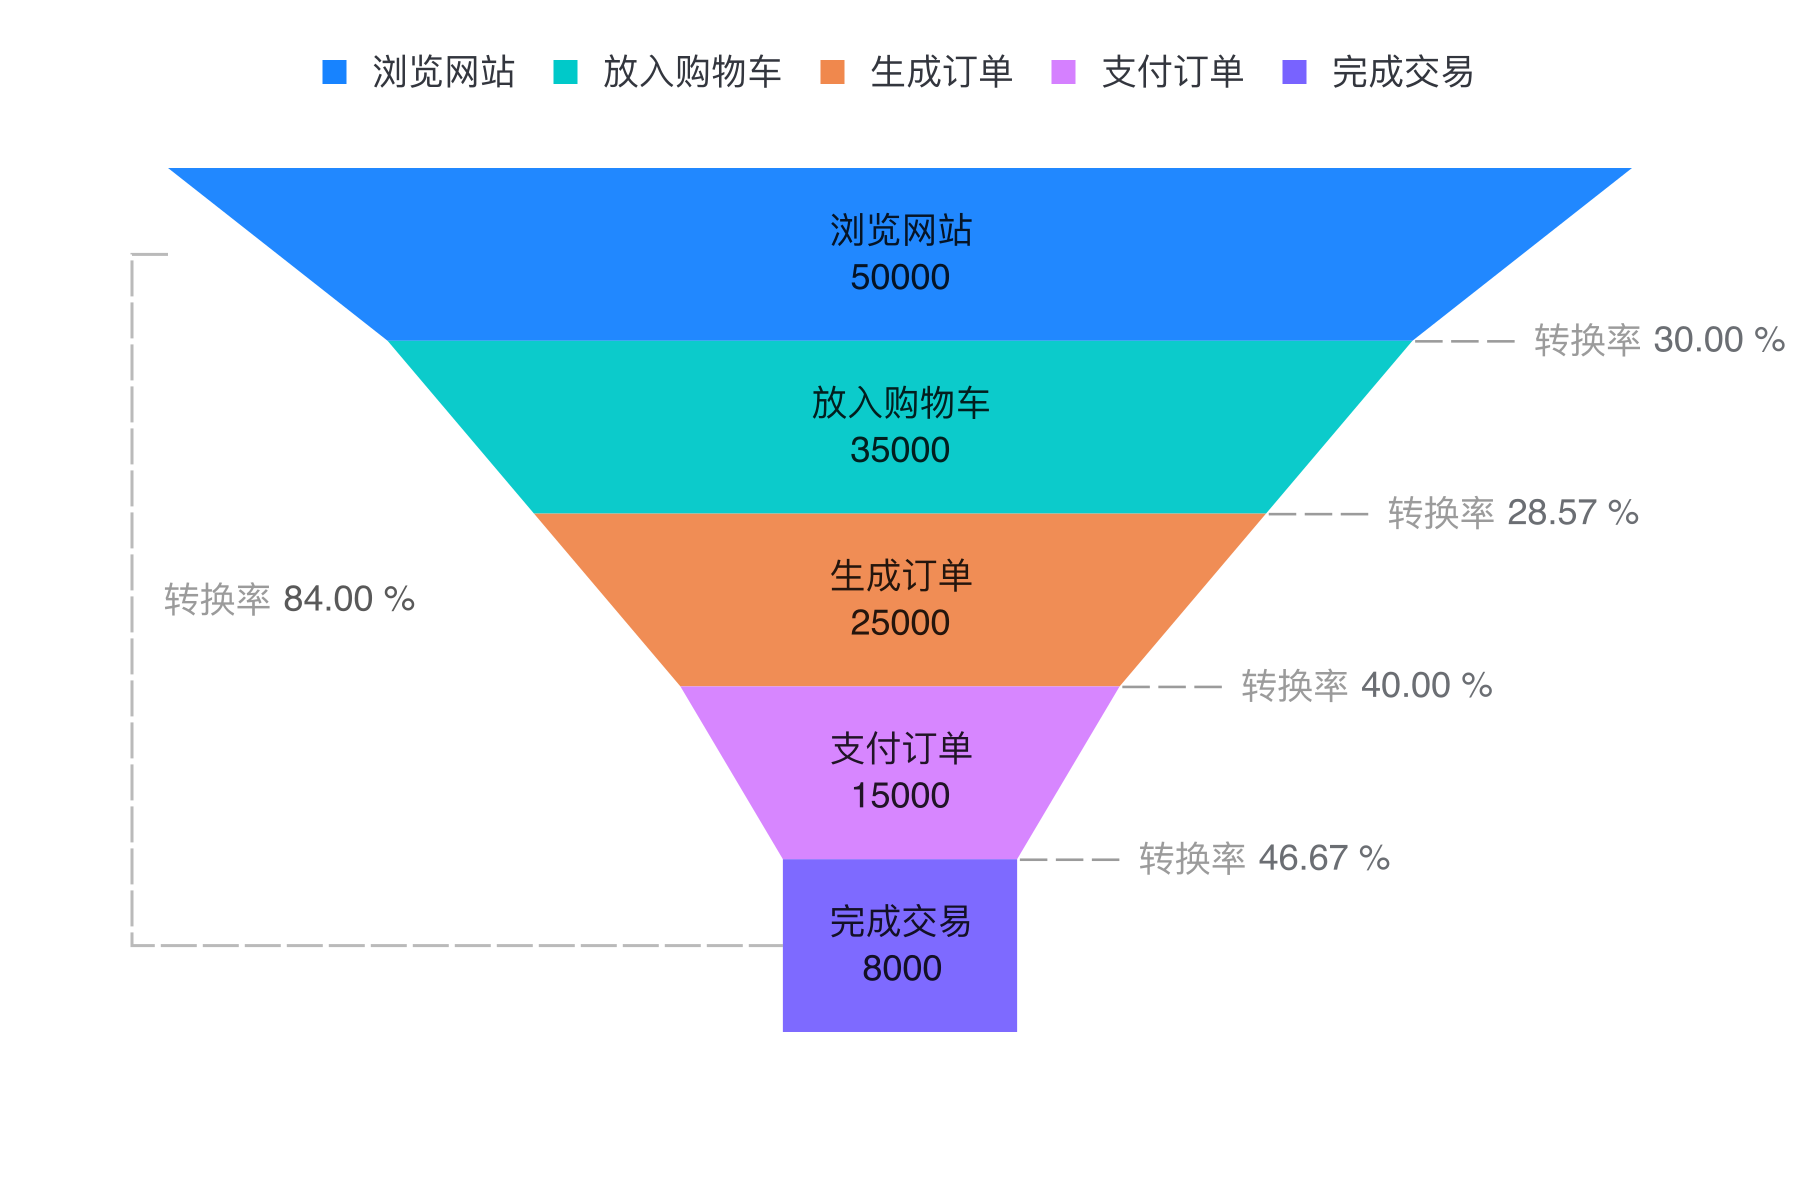 浏览网站 放入购物车 生成订单 支付订单 完成交易
浏览网站
50000
转换率 30.00 %
放入购物车
35000
转换率 28.57 %
生成订单
25000
转换率 84.00 %
转换率 40.00 %
支付订单
15000
转换率 46.67 %
完成交易
8000